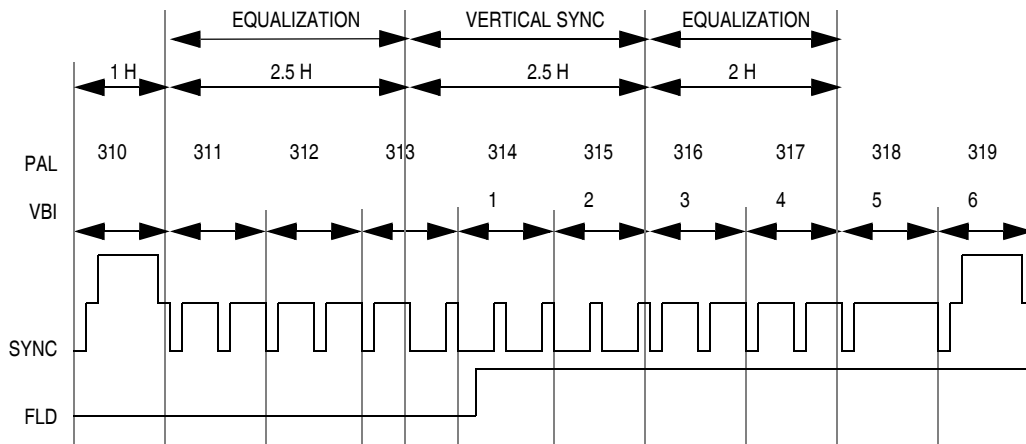 EQUALIZATION VERTICAL SYNC EQUALIZATION
1 H 2.5 H 2.5 H 2 H
PAL 310 311 312 313 314 315 316 317 318 319
VBI 1 2 3 4 5 6
SYNC
FLD